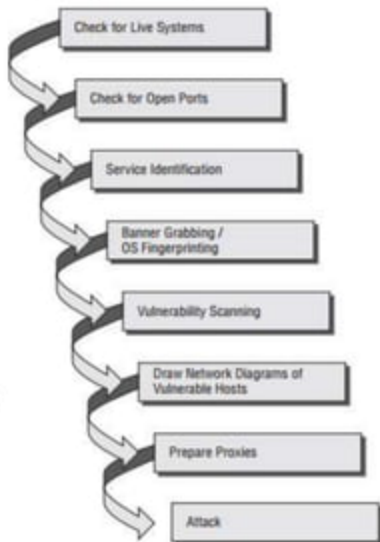 Check for Live Systems
Check for Open Ports
Service Identification
Banner Grabbing /
OS Fingerprinting
Vulnerability Scanning
Draw Network Diagrams of
Vulnerable Hosts
Prepare Proxies
Attack